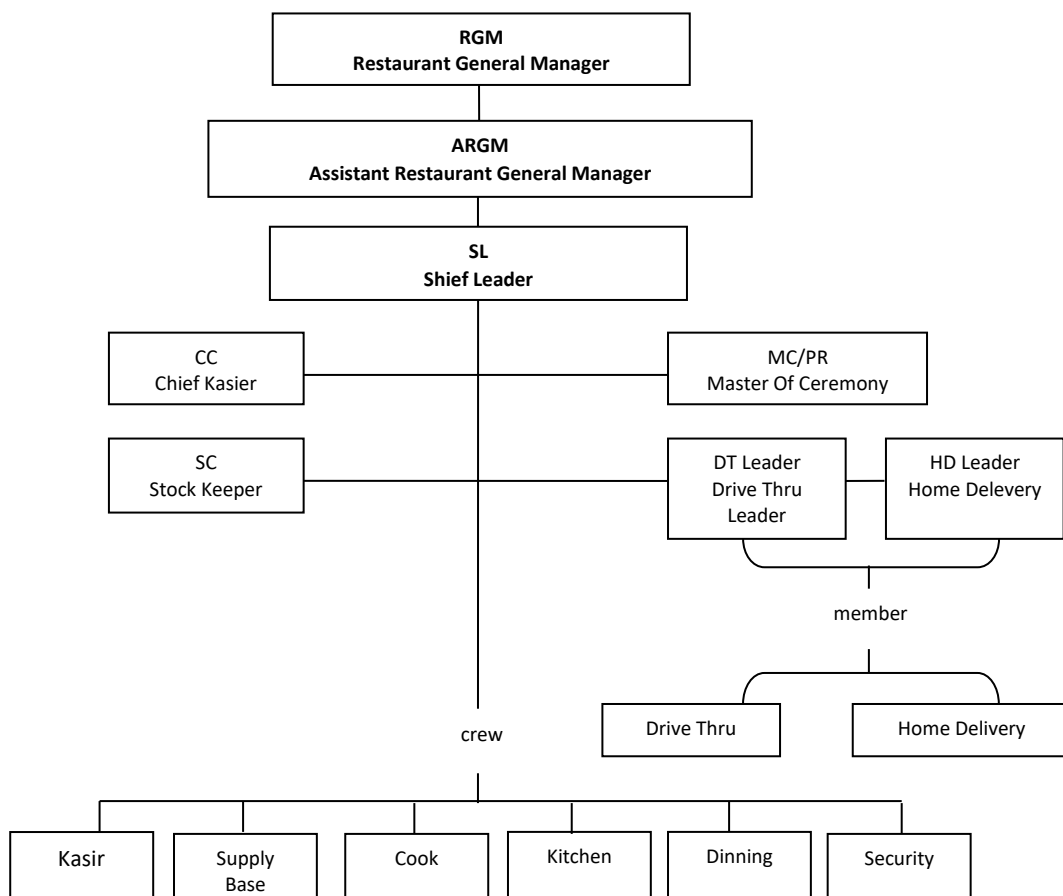 RGM
Restaurant General Manager
ARGM
Assistant Restaurant General Manager
SL
Shief Leader
CC
Chief Kasier
MC/PR
Master Of Ceremony
SC
Stock Keeper
DT Leader
Drive Thru
Leader
HD Leader
Home Delevery
member
Drive Thru
Home Delivery
crew
Kasir
Supply
Base
Cook
Kitchen
Dinning
Security